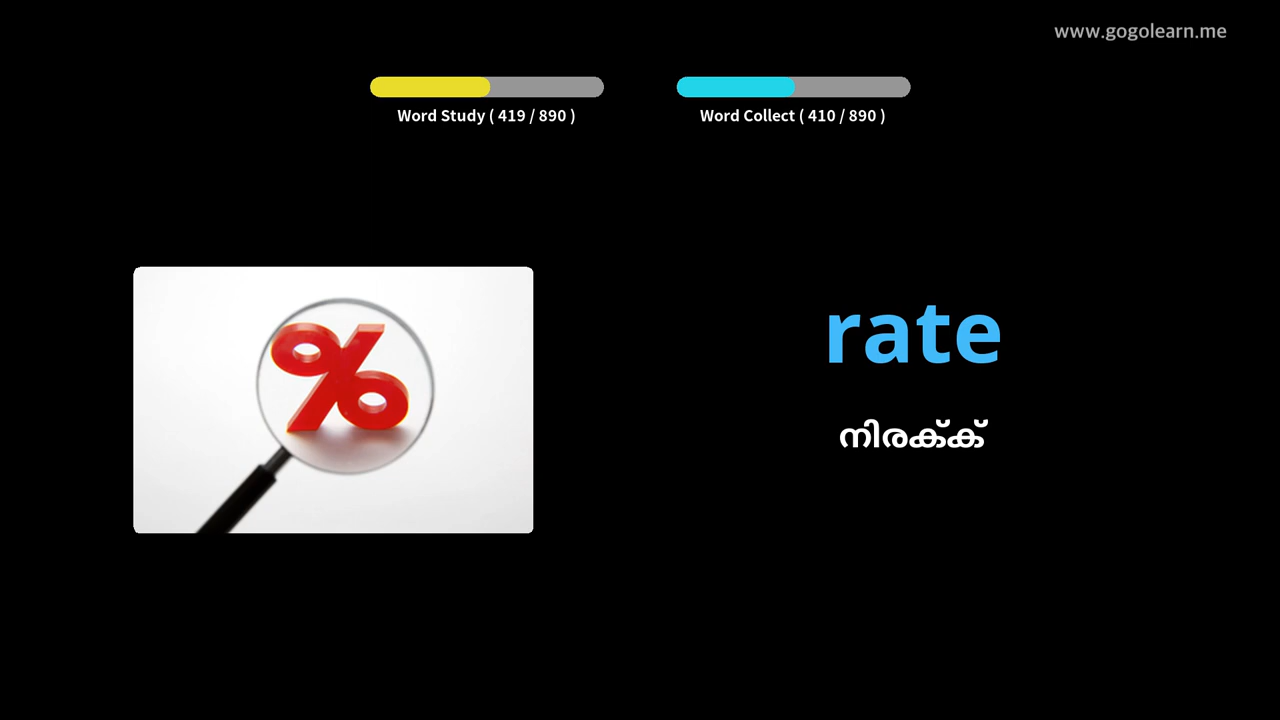 www.gogolearn.me
Word Study ( 419 / 890 )
Word Collect ( 410 / 890 )
%
rate
നിരക്ക്